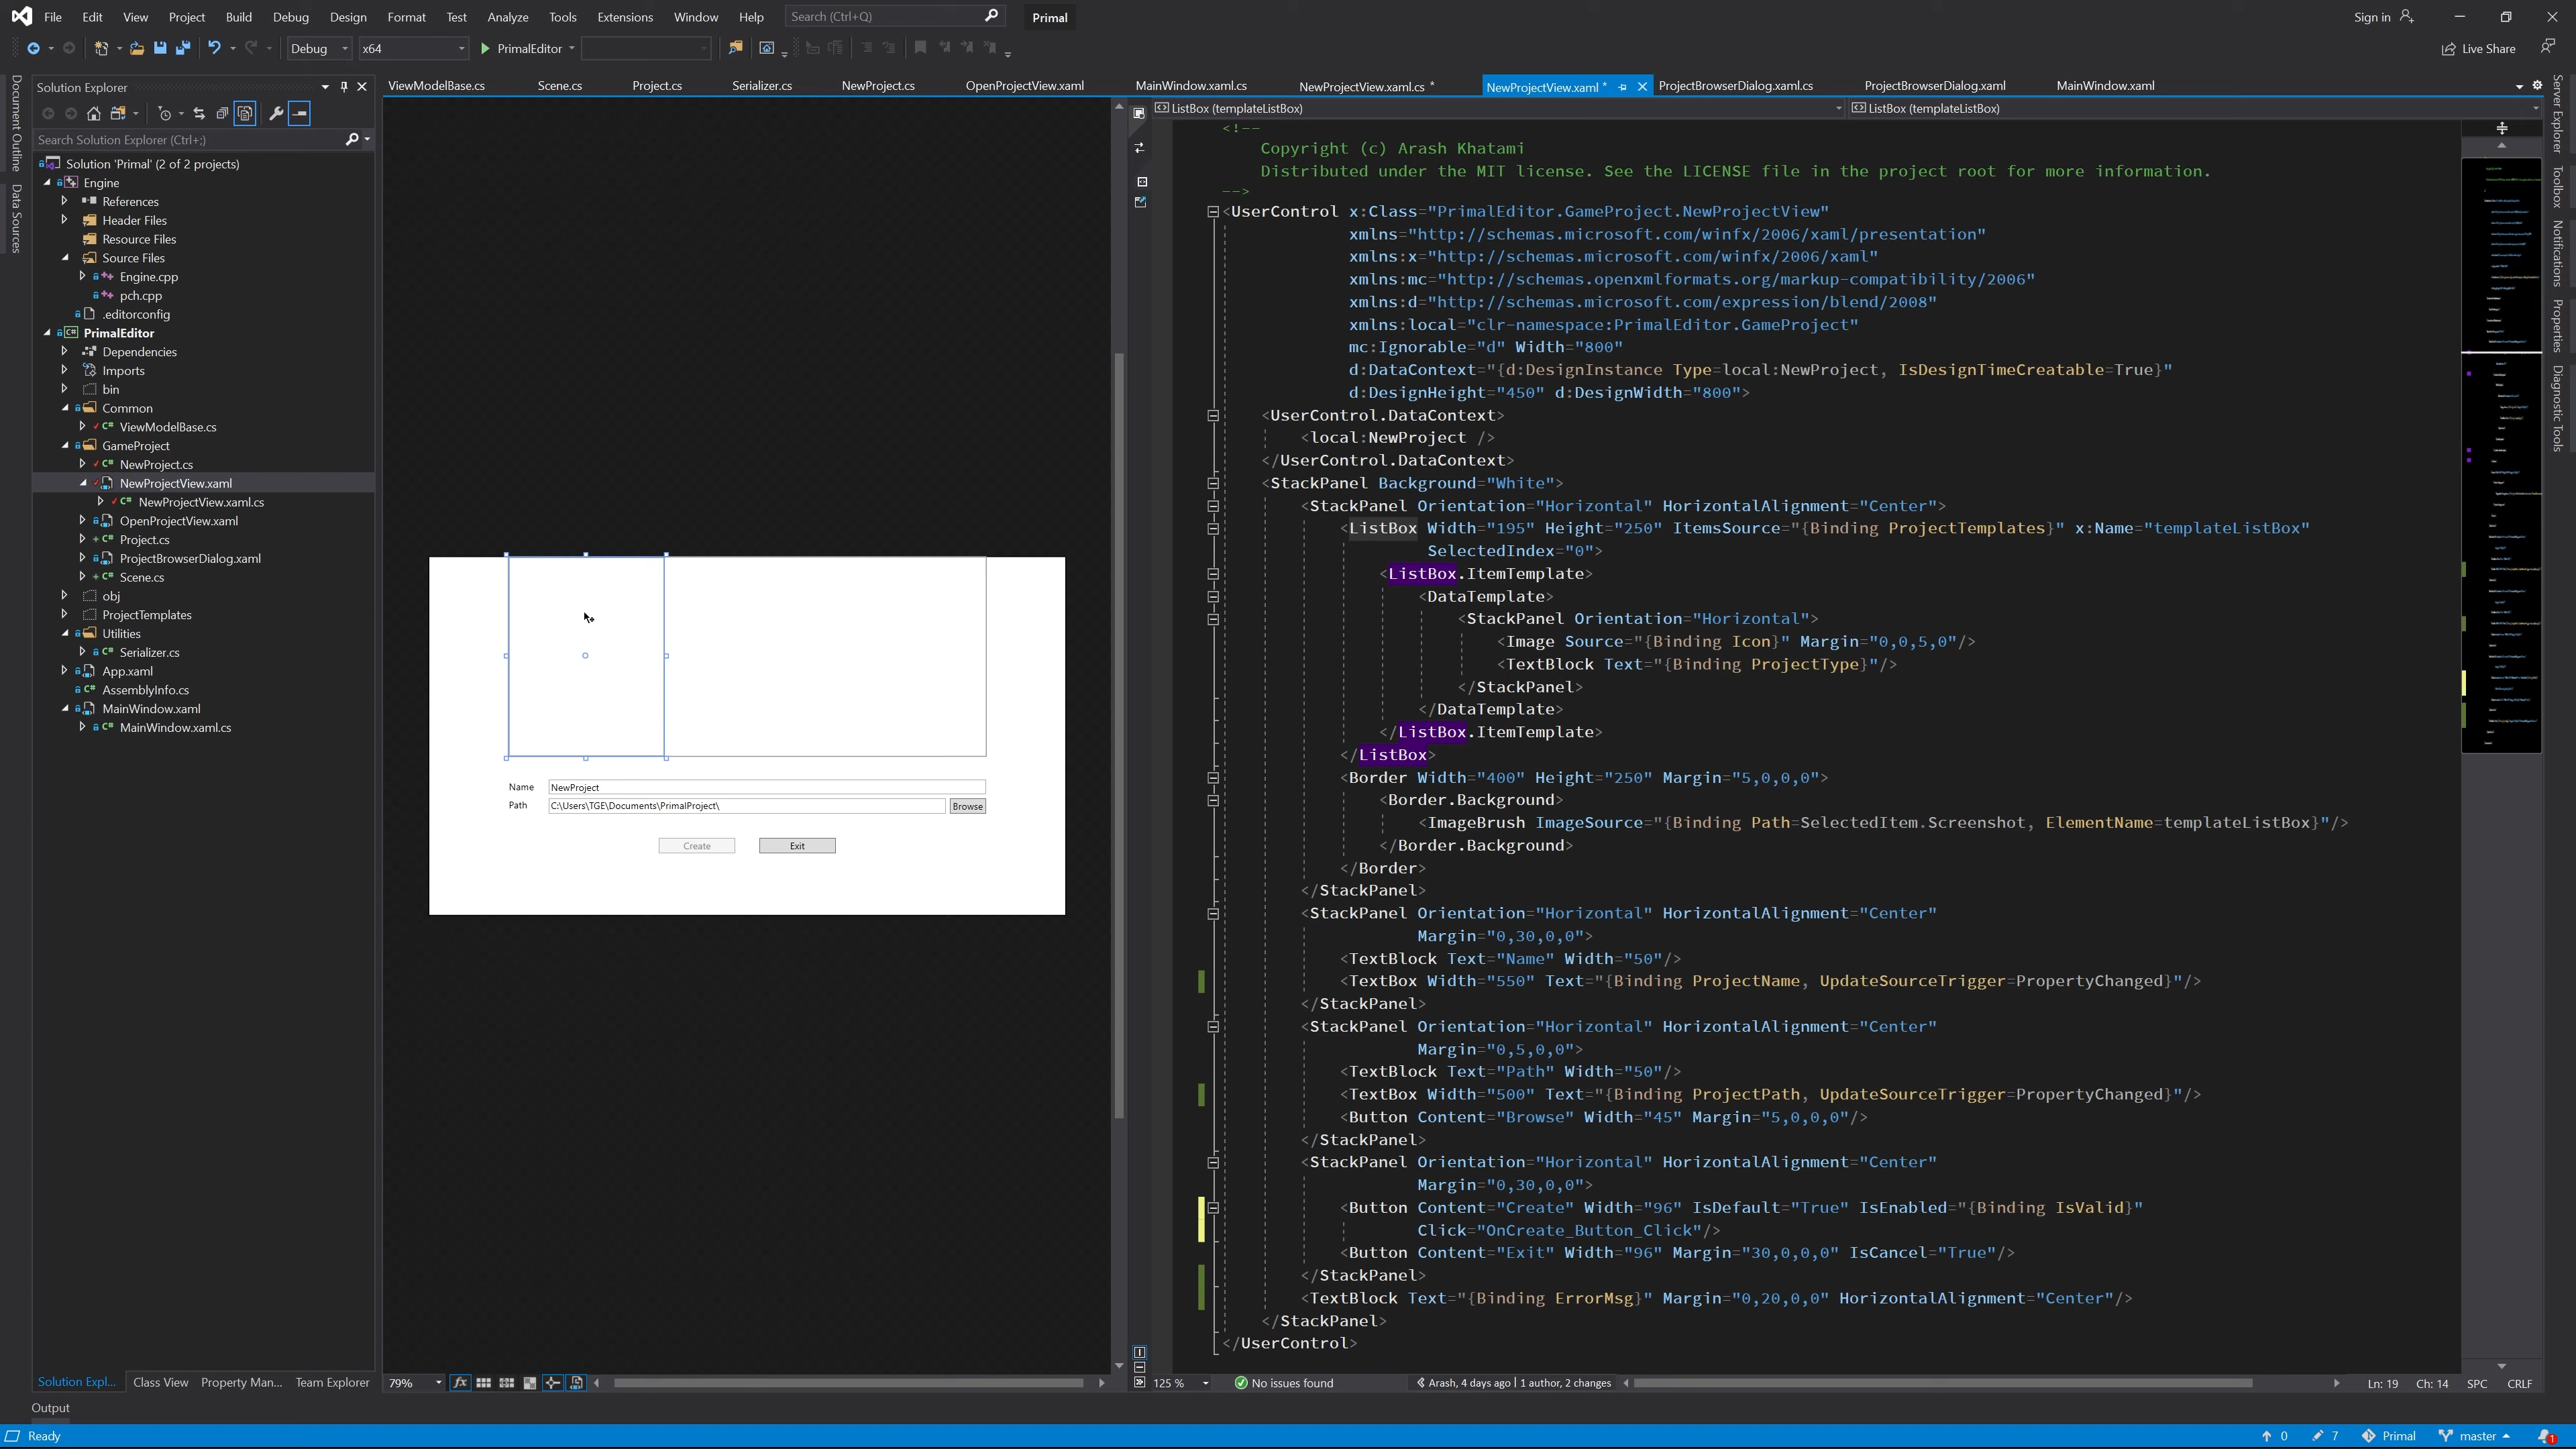 File Edit View Project Build Debug Design Format Test Analyze Tools Extensions Window Help Search (Ctrl+Q) Primal Sign in
Debug x64 PrimalEditor Live Share
Document Outline
Data Sources
Solution Explorer
Search Solution Explorer (Ctrl+;)
Solution 'Primal' (2 of 2 projects)
Engine
References
Header Files
Resource Files
Source Files
Engine.cpp
pch.cpp
.editorconfig
PrimalEditor
Dependencies
Imports
bin
Common
ViewModelBase.cs
GameProject
NewProject.cs
NewProjectView.xaml
NewProjectView.xaml.cs
OpenProjectView.xaml
Project.cs
ProjectBrowserDialog.xaml
Scene.cs
obj
ProjectTemplates
Utilities
Serializer.cs
App.xaml
AssemblyInfo.cs
MainWindow.xaml
MainWindow.xaml.cs
Solution Expl... Class View Property Man... Team Explorer
ViewModelBase.cs Scene.cs Project.cs Serializer.cs NewProject.cs OpenProjectView.xaml MainWindow.xaml.cs NewProjectView.xaml.cs * NewProjectView.xaml * ProjectBrowserDialog.xaml.cs ProjectBrowserDialog.xaml MainWindow.xaml
Name NewProject
Path C:\Users\TGE\Documents\PrimalProject\ Browse
Create Exit
79%
ListBox (templateListBox) ListBox (templateListBox)
<!--
Copyright (c) Arash Khatami
Distributed under the MIT license. See the LICENSE file in the project root for more information.
-->
<UserControl x:Class="PrimalEditor.GameProject.NewProjectView"
xmlns="http://schemas.microsoft.com/winfx/2006/xaml/presentation"
xmlns:x="http://schemas.microsoft.com/winfx/2006/xaml"
xmlns:mc="http://schemas.openxmlformats.org/markup-compatibility/2006"
xmlns:d="http://schemas.microsoft.com/expression/blend/2008"
xmlns:local="clr-namespace:PrimalEditor.GameProject"
mc:Ignorable="d" Width="800"
d:DataContext="{d:DesignInstance Type=local:NewProject, IsDesignTimeCreatable=True}"
d:DesignHeight="450" d:DesignWidth="800">
<UserControl.DataContext>
<local:NewProject />
</UserControl.DataContext>
<StackPanel Background="White">
<StackPanel Orientation="Horizontal" HorizontalAlignment="Center">
<ListBox Width="195" Height="250" ItemsSource="{Binding ProjectTemplates}" x:Name="templateListBox"
SelectedIndex="0">
<ListBox.ItemTemplate>
<DataTemplate>
<StackPanel Orientation="Horizontal">
<Image Source="{Binding Icon}" Margin="0,0,5,0"/>
<TextBlock Text="{Binding ProjectType}"/>
</StackPanel>
</DataTemplate>
</ListBox.ItemTemplate>
</ListBox>
<Border Width="400" Height="250" Margin="5,0,0,0">
<Border.Background>
<ImageBrush ImageSource="{Binding Path=SelectedItem.Screenshot, ElementName=templateListBox}"/>
</Border.Background>
</Border>
</StackPanel>
<StackPanel Orientation="Horizontal" HorizontalAlignment="Center"
Margin="0,30,0,0">
<TextBlock Text="Name" Width="50"/>
<TextBox Width="550" Text="{Binding ProjectName, UpdateSourceTrigger=PropertyChanged}"/>
</StackPanel>
<StackPanel Orientation="Horizontal" HorizontalAlignment="Center"
Margin="0,5,0,0">
<TextBlock Text="Path" Width="50"/>
<TextBox Width="500" Text="{Binding ProjectPath, UpdateSourceTrigger=PropertyChanged}"/>
<Button Content="Browse" Width="45" Margin="5,0,0,0"/>
</StackPanel>
<StackPanel Orientation="Horizontal" HorizontalAlignment="Center"
Margin="0,30,0,0">
<Button Content="Create" Width="96" IsDefault="True" IsEnabled="{Binding IsValid}"
Click="OnCreate_Button_Click"/>
<Button Content="Exit" Width="96" Margin="30,0,0,0" IsCancel="True"/>
</StackPanel>
<TextBlock Text="{Binding ErrorMsg}" Margin="0,20,0,0" HorizontalAlignment="Center"/>
</StackPanel>
</UserControl>
125 % No issues found Arash, 4 days ago | 1 author, 2 changes Ln: 19 Ch: 14 SPC CRLF
Server Explorer
Toolbox
Notifications
Properties
Diagnostic Tools
Output
Ready 0 7 Primal master 1